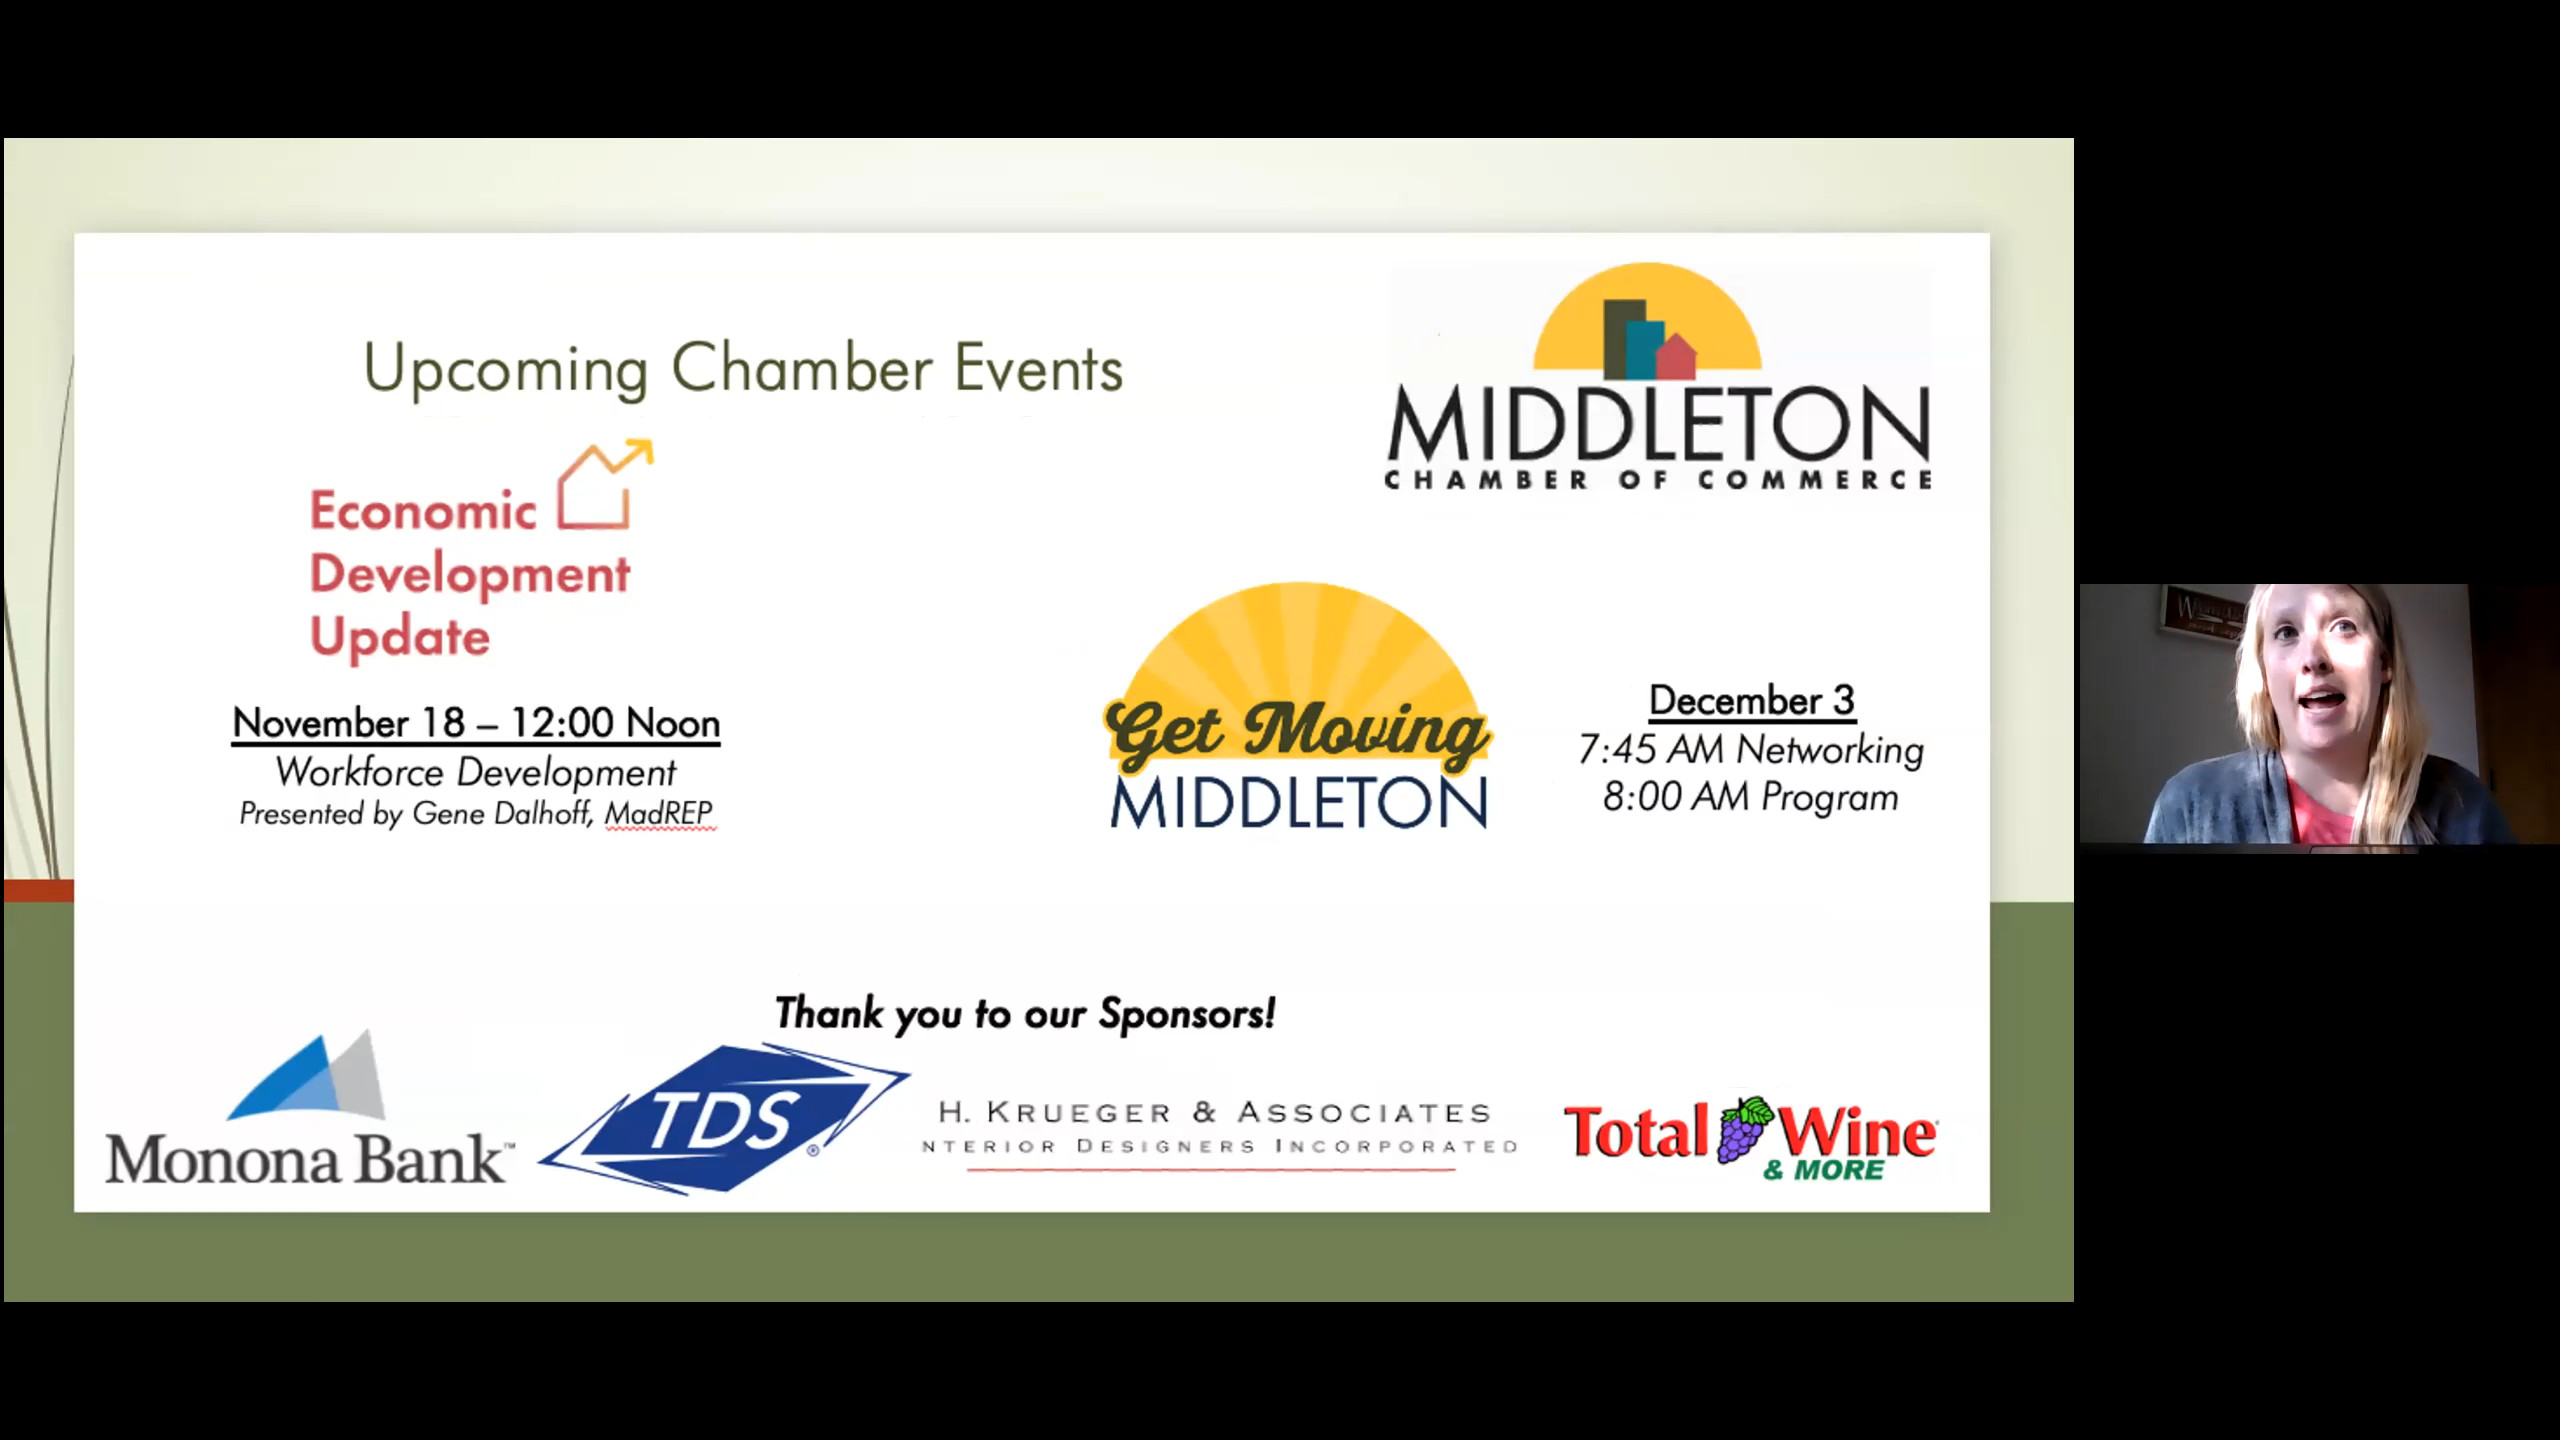 Upcoming Chamber Events
MIDDLETON
CHAMBER OF COMMERCE
Economic
Development
Update
November 18 – 12:00 Noon
Workforce Development
Presented by Gene Dalhoff, MadREP
Get Moving
MIDDLETON
December 3
7:45 AM Networking
8:00 AM Program
Thank you to our Sponsors!
Monona Bank™
TDS®
H. KRUEGER & ASSOCIATES
NTERIOR DESIGNERS INCORPORATED
Total Wine
& MORE